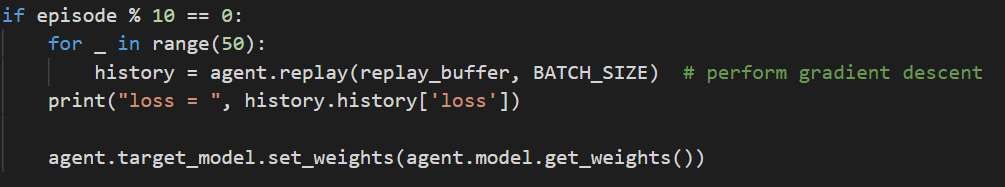 if episode % 10 == 0:
    for _ in range(50):
        history = agent.replay(replay_buffer, BATCH_SIZE)  # perform gradient descent
    print("loss = ", history.history['loss'])

    agent.target_model.set_weights(agent.model.get_weights())